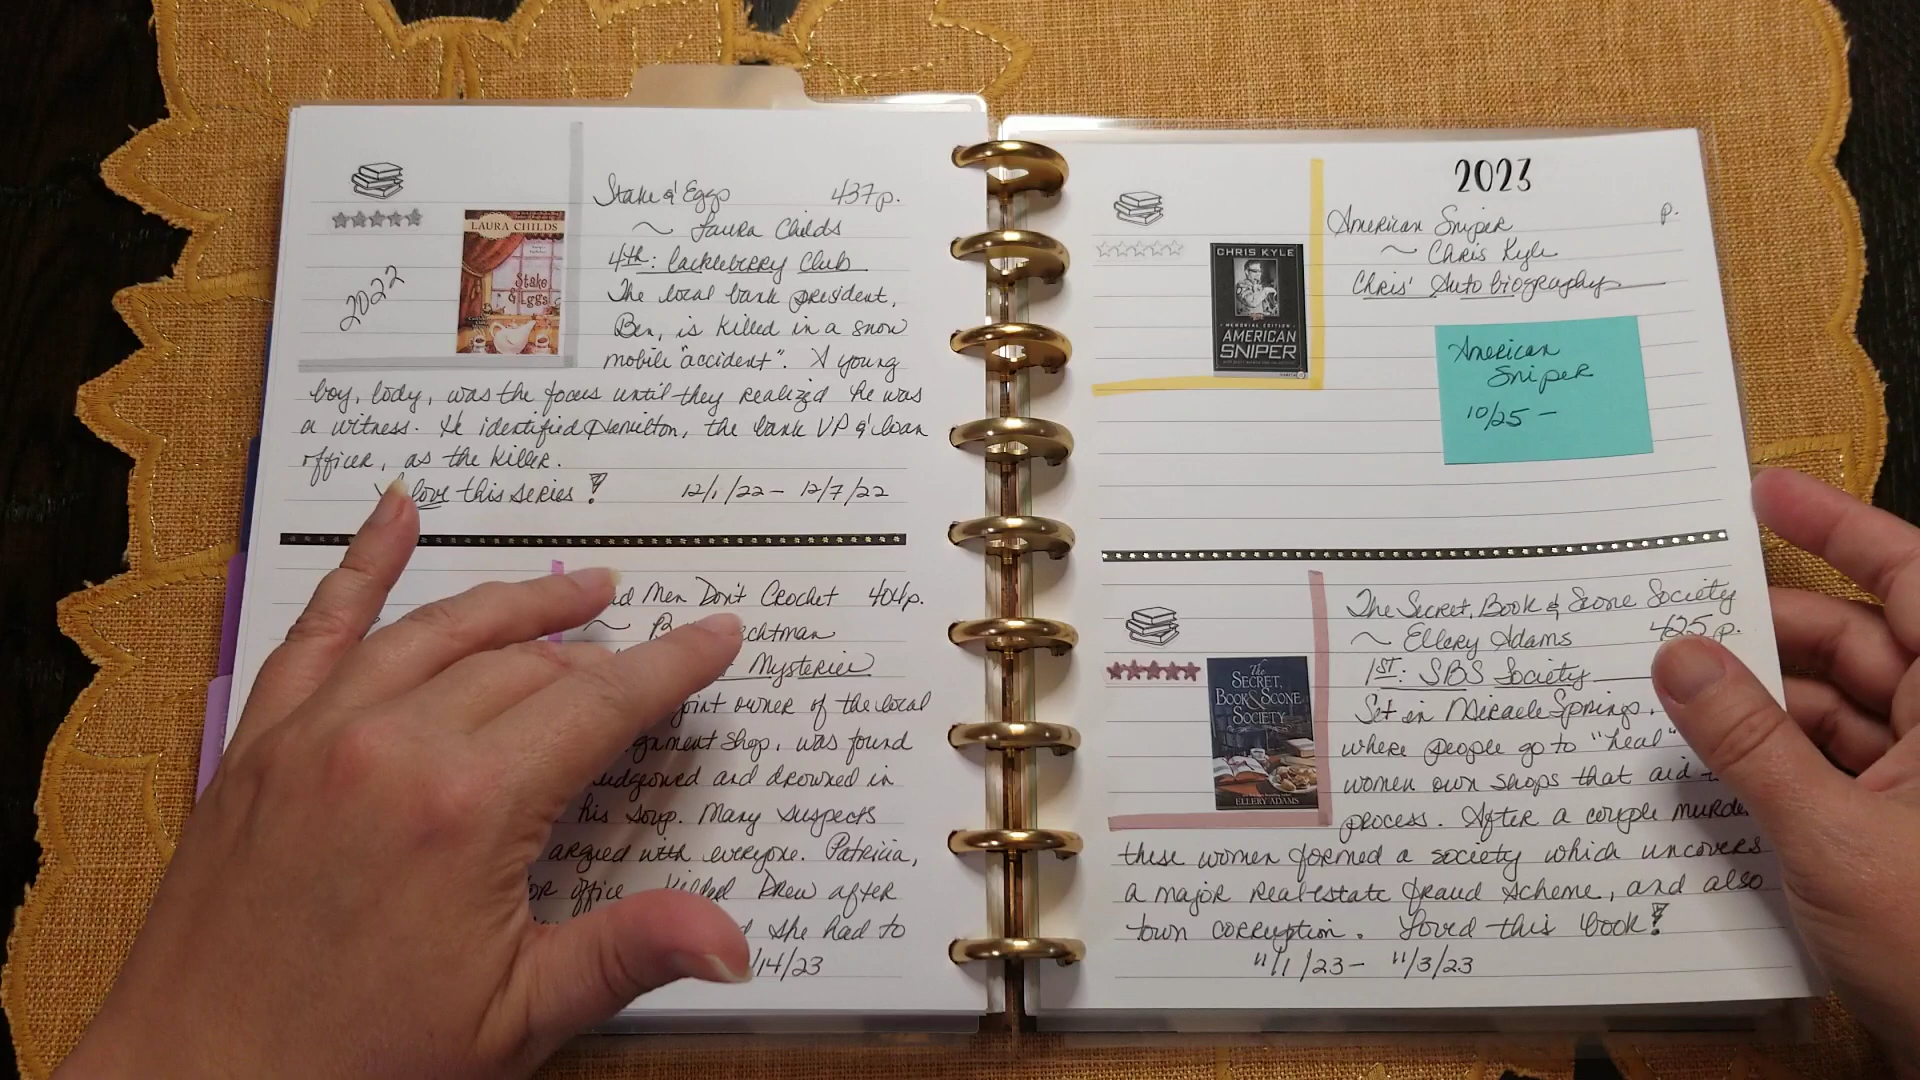 Stake & Eggs 437p.
~ Laura Childs
4th: Cackleberry Club
The local bank president,
Ben, is killed in a snow
mobile "accident". A young
boy, Cody, was the focus until they realized he was
a witness. He identified Hamilton, the bank VP & loan
officer, as the killer.
love this series!
12/1/22 - 12/7/22
2022
LAURA CHILDS
Stake
& Eggs
Men Don't Crochet 404p.
~
Mysteries
joint owner of the local
shop, was found
and drowned in
his soup. Many suspects
argued with everyone. Patricia,
office killed Drew after
she had to
/14/23
2023
American Sniper p.
~ Chris Kyle
Chris' Autobiography
CHRIS KYLE
MEMORIAL EDITION
AMERICAN
SNIPER
American
Sniper
10/25 -
The Secret, Book & Scone Society
~ Ellery Adams 425 p.
1ST: SBS Society
Set in Miracle Springs,
where people go to "heal"
women own shops that aid
process. After a couple
these women formed a society which uncovers
a major real estate fraud scheme, and also
town corruption. Loved this book!
11/1/23 - 11/3/23
The
SECRET,
BOOK & SCONE
SOCIETY
ELLERY ADAMS